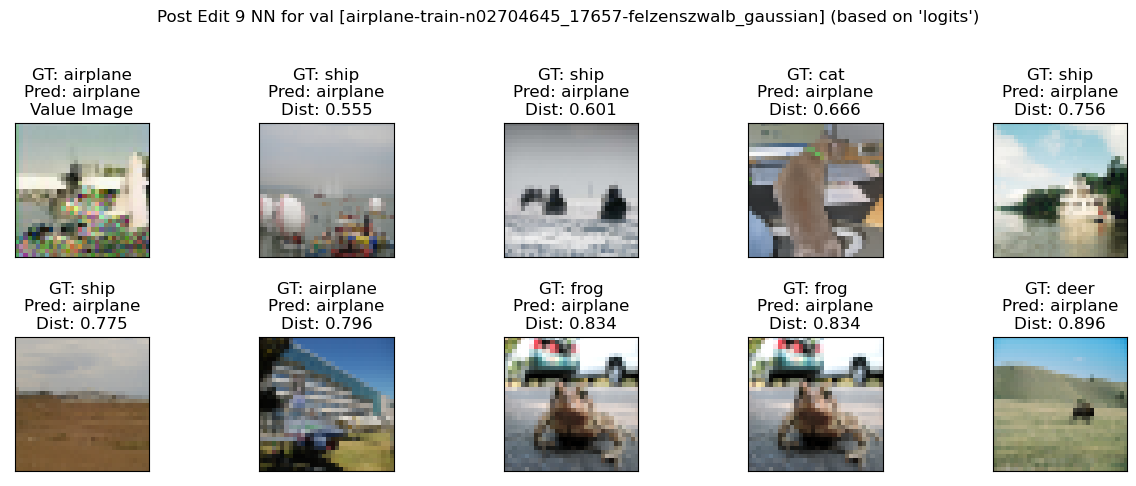 Post Edit 9 NN for val [airplane-train-n02704645_17657-felzenszwalb_gaussian] (based on 'logits')
GT: airplane
Pred: airplane
Value Image
GT: ship
Pred: airplane
Dist: 0.555
GT: ship
Pred: airplane
Dist: 0.601
GT: cat
Pred: airplane
Dist: 0.666
GT: ship
Pred: airplane
Dist: 0.756
GT: ship
Pred: airplane
Dist: 0.775
GT: airplane
Pred: airplane
Dist: 0.796
GT: frog
Pred: airplane
Dist: 0.834
GT: frog
Pred: airplane
Dist: 0.834
GT: deer
Pred: airplane
Dist: 0.896